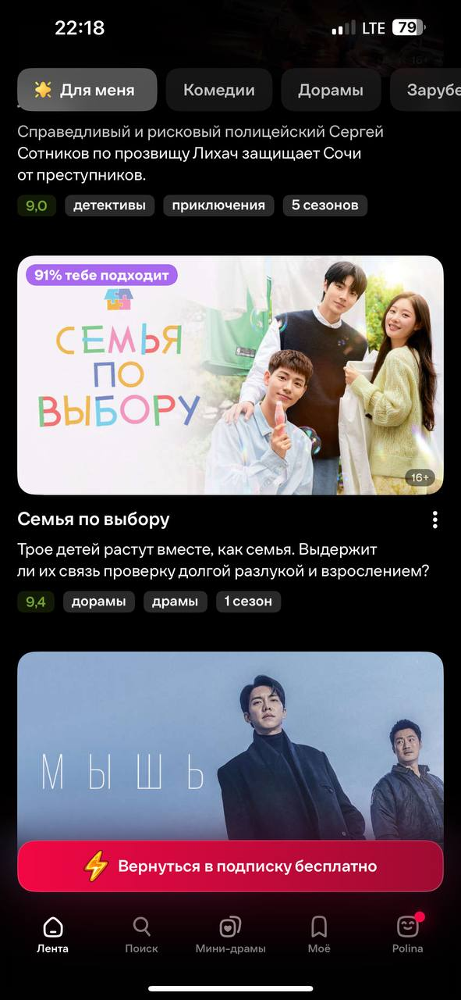 22:18
LTE 79
16+
Для меня
Комедии
Дорамы
Зарубе
Справедливый и рисковый полицейский Сергей
Сотников по прозвищу Лихач защищает Сочи
от преступников.
9,0
детективы
приключения
5 сезонов
91% тебе подходит
СЕМЬЯ
ПО
ВЫБОРУ
16+
Семья по выбору
Трое детей растут вместе, как семья. Выдержит
ли их связь проверку долгой разлукой и взрослением?
9,4
дорамы
драмы
1 сезон
МЫШЬ
Вернуться в подписку бесплатно
Лента
Поиск
Мини-драмы
Моё
Polina